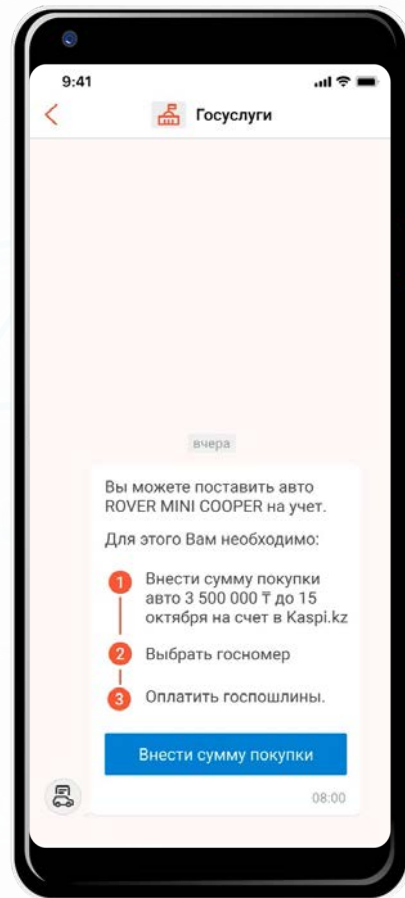 9:41
Госуслуги
вчера
Вы можете поставить авто
ROVER MINI COOPER на учет.
Для этого Вам необходимо:
1 Внести сумму покупки
авто 3 500 000 ₸ до 15
октября на счет в Kaspi.kz
2 Выбрать госномер
3 Оплатить госпошлины.
Внести сумму покупки
08:00